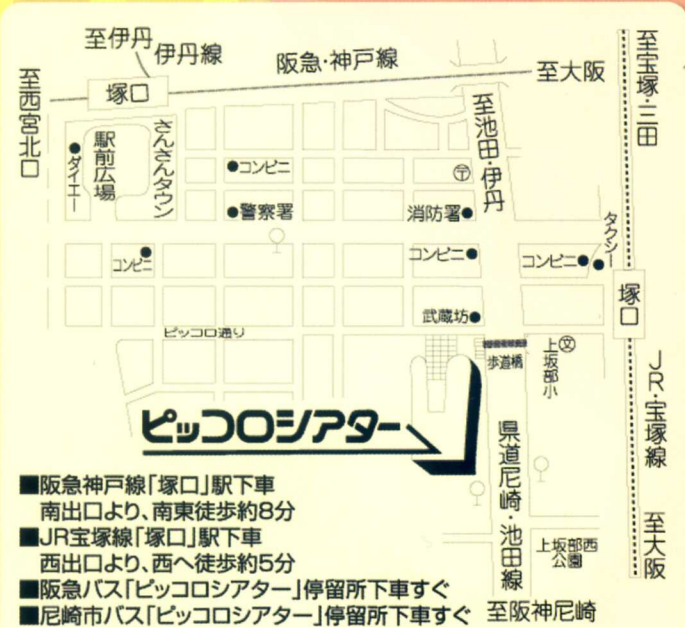 至伊丹
伊丹線
阪急・神戸線
至大阪
塚口
至西宮北口
至宝塚・三田
至池田・伊丹
ダイエー
駅前広場
さんさんタウン
コンビニ
〒
警察署
消防署
タクシー
コンビニ
コンビニ
コンビニ
塚口
武蔵坊
ピッコロ通り
歩道橋
上坂部小
文
JR・宝塚線
ピッコロシアター
県道尼崎・池田線
■阪急神戸線「塚口」駅下車
南出口より、南東徒歩約8分
■JR宝塚線「塚口」駅下車
西出口より、西へ徒歩約5分
上坂部西
公園
至大阪
■阪急バス「ピッコロシアター」停留所下車すぐ
■尼崎市バス「ピッコロシアター」停留所下車すぐ
至阪神尼崎